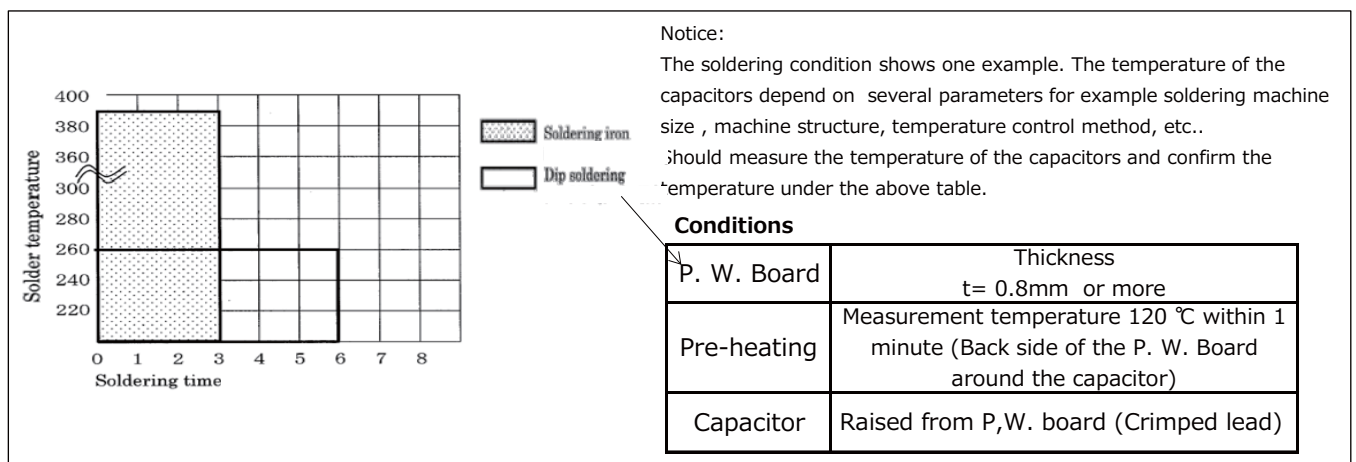 Notice:
The soldering condition shows one example. The temperature of the
capacitors depend on several parameters for example soldering machine
size , machine structure, temperature control method, etc..
should measure the temperature of the capacitors and confirm the
temperature under the above table.
400
380
360
300
280
260
240
220
Solder temperature
0 1 2 3 4 5 6 7 8
Soldering time
Soldering iron
Dip soldering
Conditions
P. W. Board
Thickness
t= 0.8mm or more
Pre-heating
Measurement temperature 120 ℃ within 1
minute (Back side of the P. W. Board
around the capacitor)
Capacitor
Raised from P,W. board (Crimped lead)